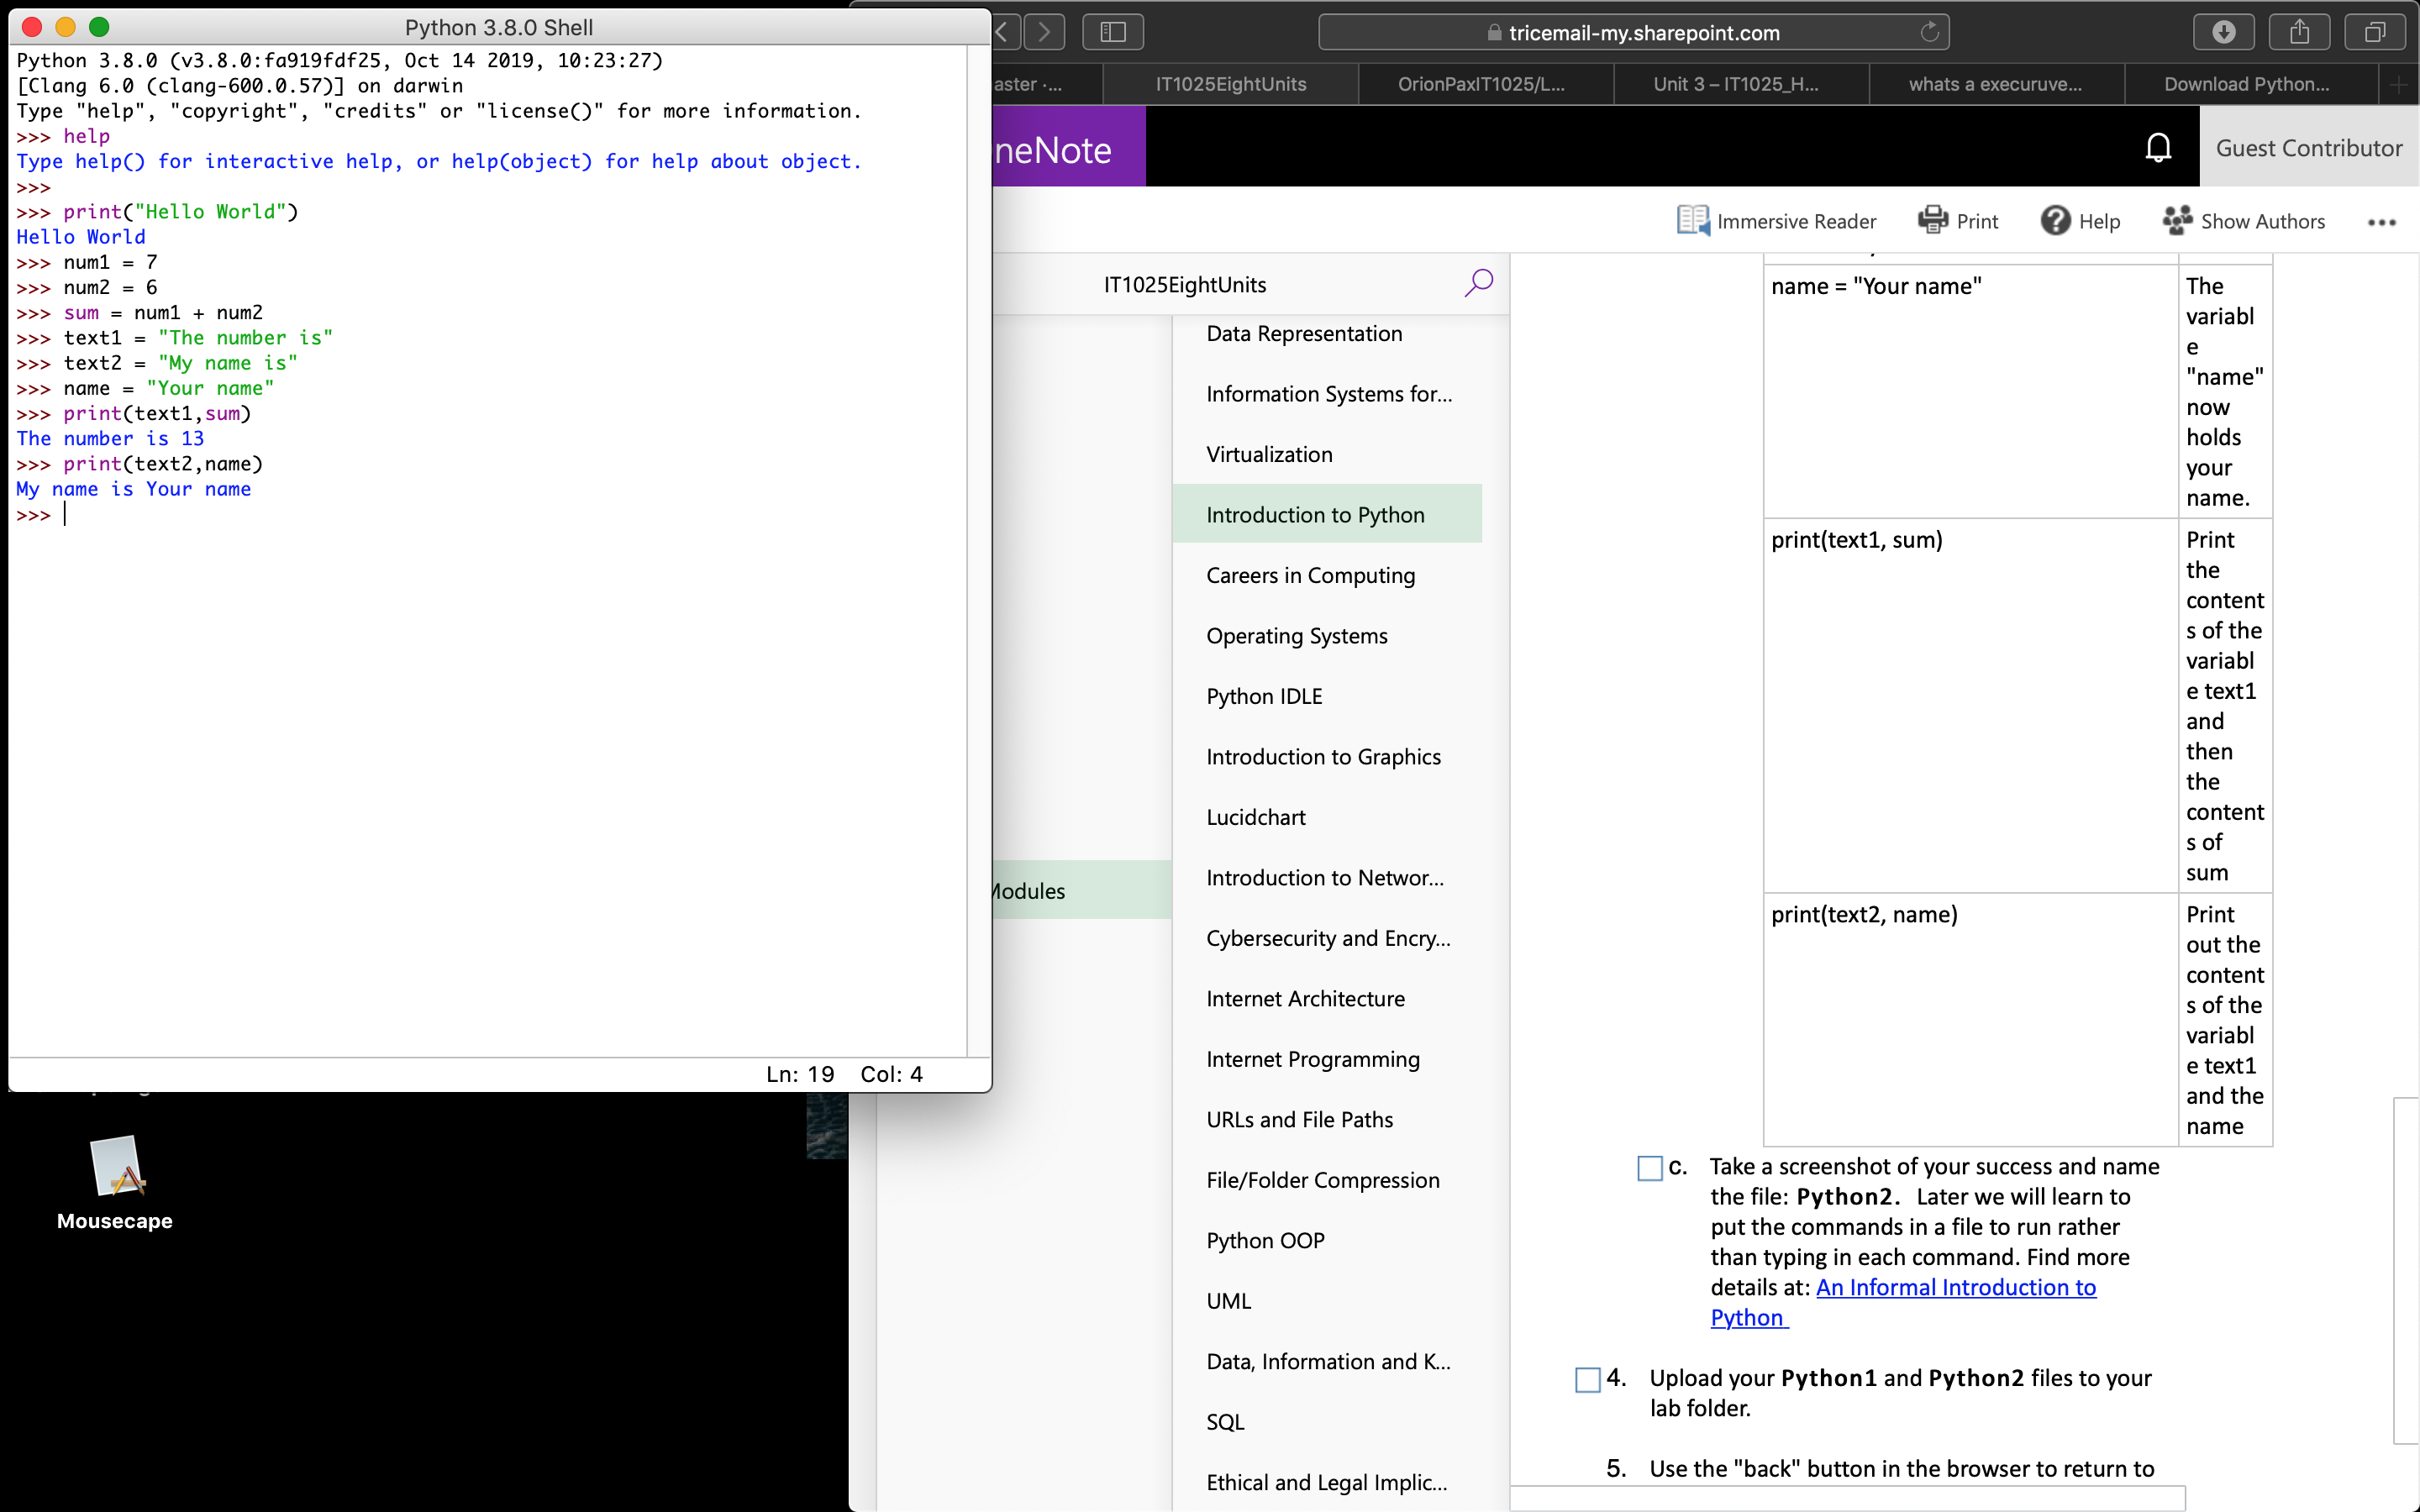 Python 3.8.0 Shell
Python 3.8.0 (v3.8.0:fa919fdf25, Oct 14 2019, 10:23:27)
[Clang 6.0 (clang-600.0.57)] on darwin
Type "help", "copyright", "credits" or "license()" for more information.
>>> help
Type help() for interactive help, or help(object) for help about object.
>>>
>>> print("Hello World")
Hello World
>>> num1 = 7
>>> num2 = 6
>>> sum = num1 + num2
>>> text1 = "The number is"
>>> text2 = "My name is"
>>> name = "Your name"
>>> print(text1,sum)
The number is 13
>>> print(text2,name)
My name is Your name
>>>
Ln: 19 Col: 4
Mousecape
tricemail-my.sharepoint.com
aster ·...
IT1025EightUnits
OrionPaxIT1025/L...
Unit 3 – IT1025_H...
whats a execuruve...
Download Python...
neNote
Guest Contributor
Immersive Reader
Print
Help
Show Authors
IT1025EightUnits
Modules
Data Representation
Information Systems for...
Virtualization
Introduction to Python
Careers in Computing
Operating Systems
Python IDLE
Introduction to Graphics
Lucidchart
Introduction to Networ...
Cybersecurity and Encry...
Internet Architecture
Internet Programming
URLs and File Paths
File/Folder Compression
Python OOP
UML
Data, Information and K...
SQL
Ethical and Legal Implic...
name = "Your name"
The
variabl
e
"name"
now
holds
your
name.
print(text1, sum)
Print
the
content
s of the
variabl
e text1
and
then
the
content
s of
sum
print(text2, name)
Print
out the
content
s of the
variabl
e text1
and the
name
c. Take a screenshot of your success and name
the file: Python2. Later we will learn to
put the commands in a file to run rather
than typing in each command. Find more
details at: An Informal Introduction to
Python
4. Upload your Python1 and Python2 files to your
lab folder.
5. Use the "back" button in the browser to return to